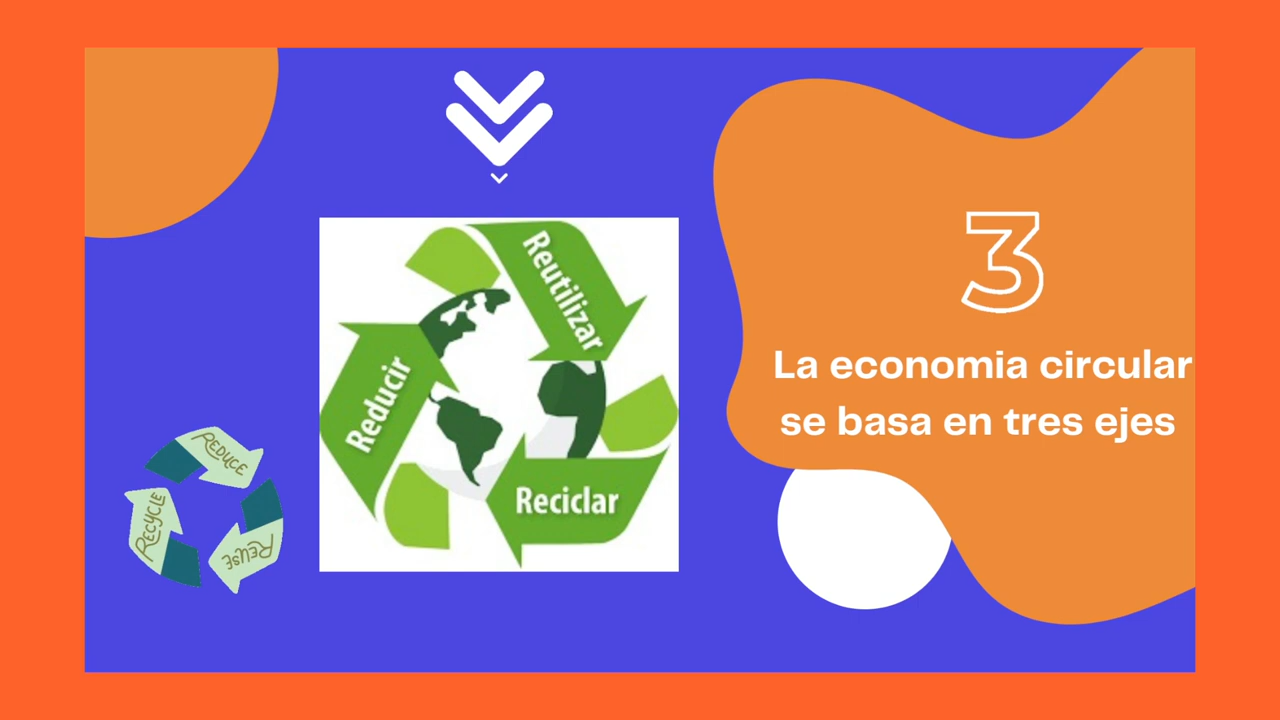 3
La economia circular
se basa en tres ejes
Reutilizar
Reducir
Reciclar
REDUCE
RECYCLE
REUSE